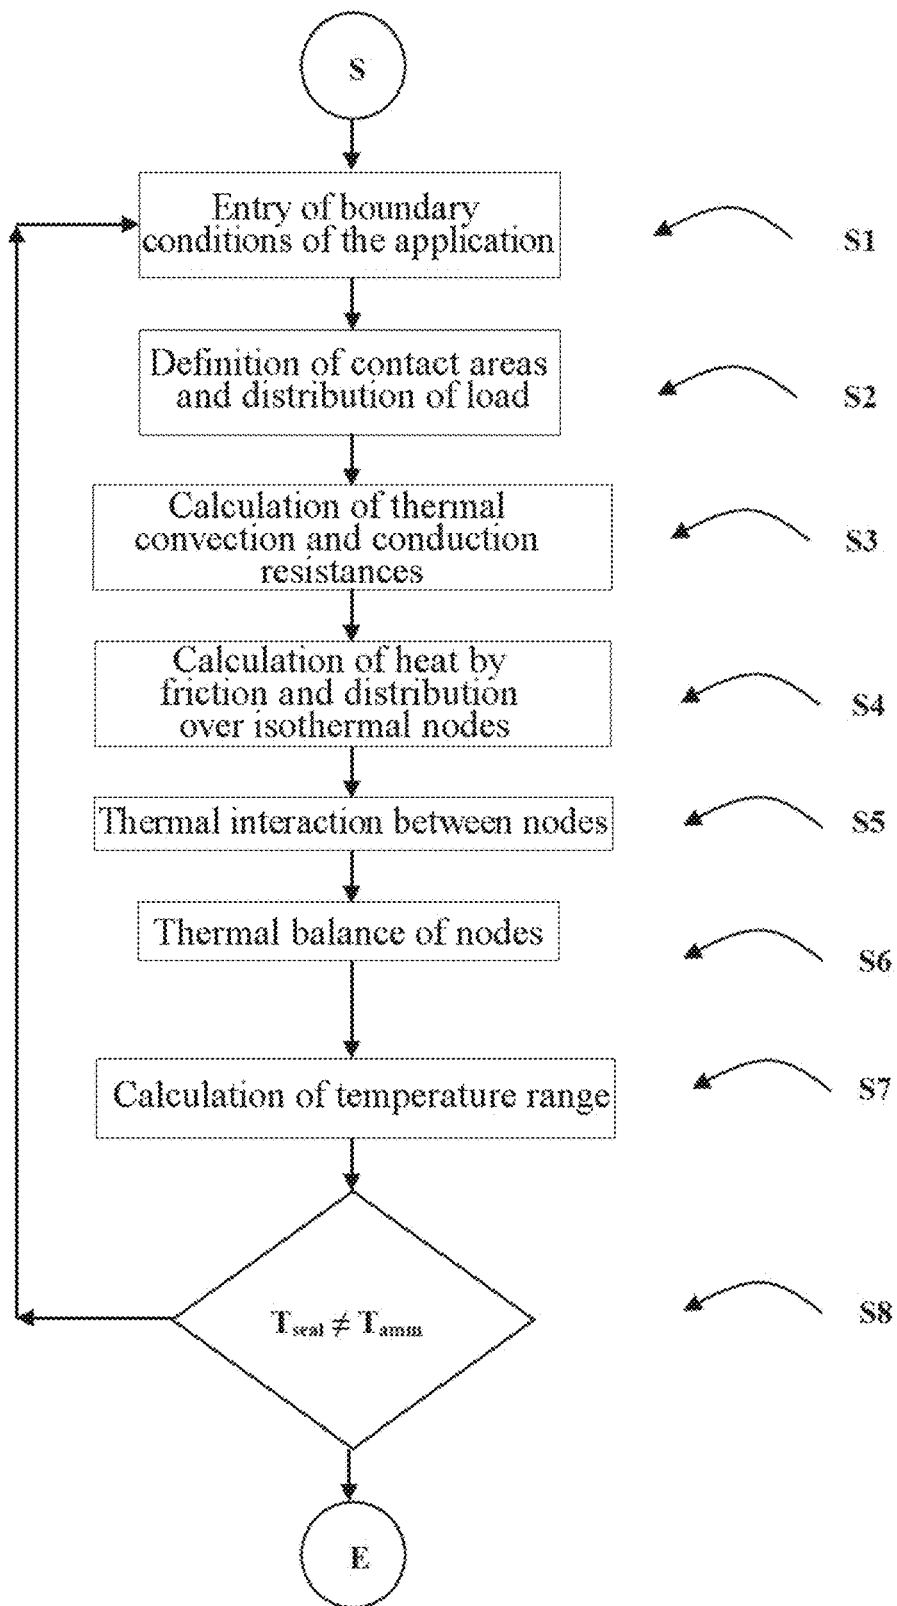 S
Entry of boundary
conditions of the application
S1
Definition of contact areas
and distribution of load
S2
Calculation of thermal
convection and conduction
resistances
S3
Calculation of heat by
friction and distribution
over isothermal nodes
S4
Thermal interaction between nodes
S5
Thermal balance of nodes
S6
Calculation of temperature range
S7
T_seal ≠ T_amm
S8
E